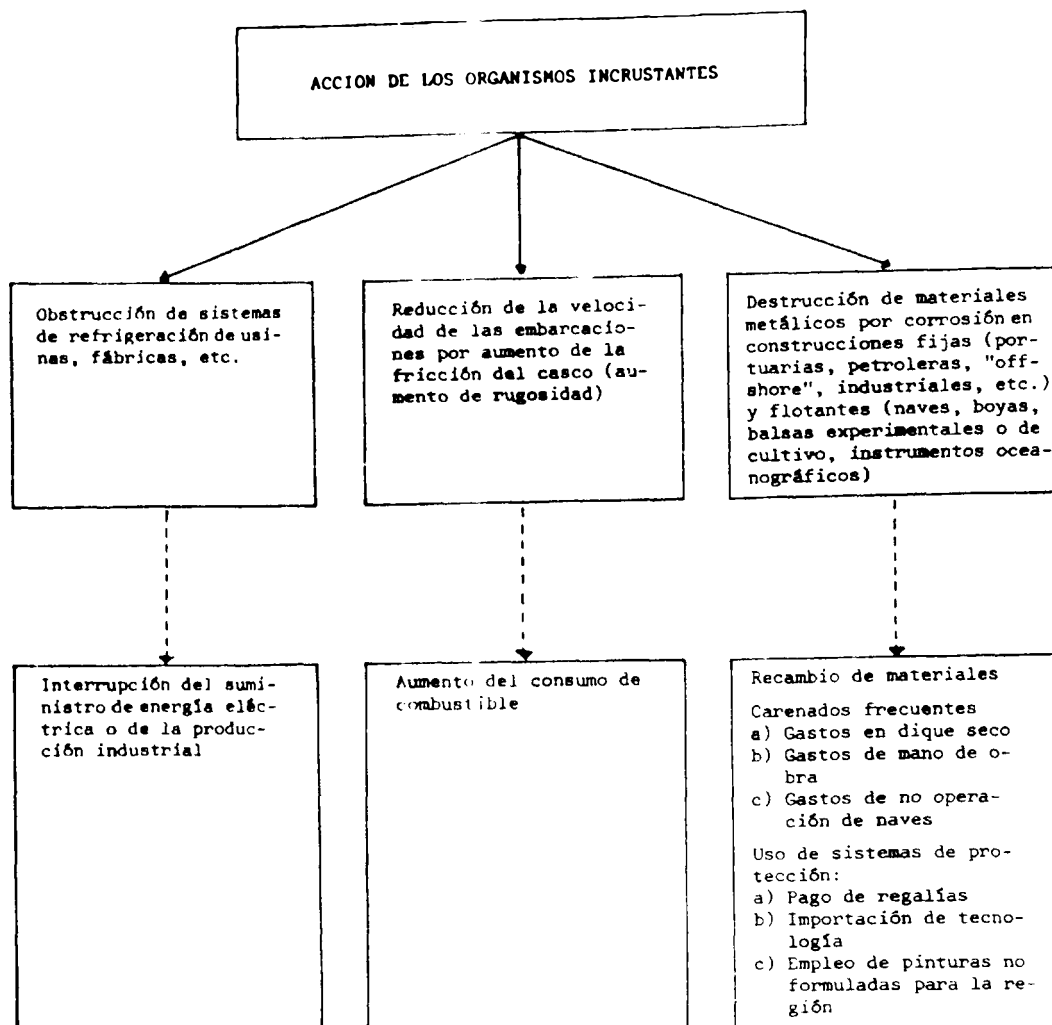 ACCION DE LOS ORGANISMOS INCRUSTANTES
Obstrucción de sistemas
de refrigeración de usi-
nas, fábricas, etc.
Reducción de la veloci-
dad de las embarcacio-
nes por aumento de la
fricción del casco (au-
mento de rugosidad)
Destrucción de materiales
metálicos por corrosión en
construcciones fijas (por-
tuarias, petroleras, "off-
shore", industriales, etc.)
y flotantes (naves, boyas,
balsas experimentales o de
cultivo, instrumentos ocea-
nográficos)
Interrupción del sumi-
nistro de energía eléc-
trica o de la produc-
ción industrial
Aumento del consumo de
combustible
Recambio de materiales
Carenados frecuentes
a) Gastos en dique seco
b) Gastos de mano de o-
bra
c) Gastos de no opera-
ción de naves
Uso de sistemas de pro-
tección:
a) Pago de regalías
b) Importación de tecno-
logía
c) Empleo de pinturas no
formuladas para la re-
gión